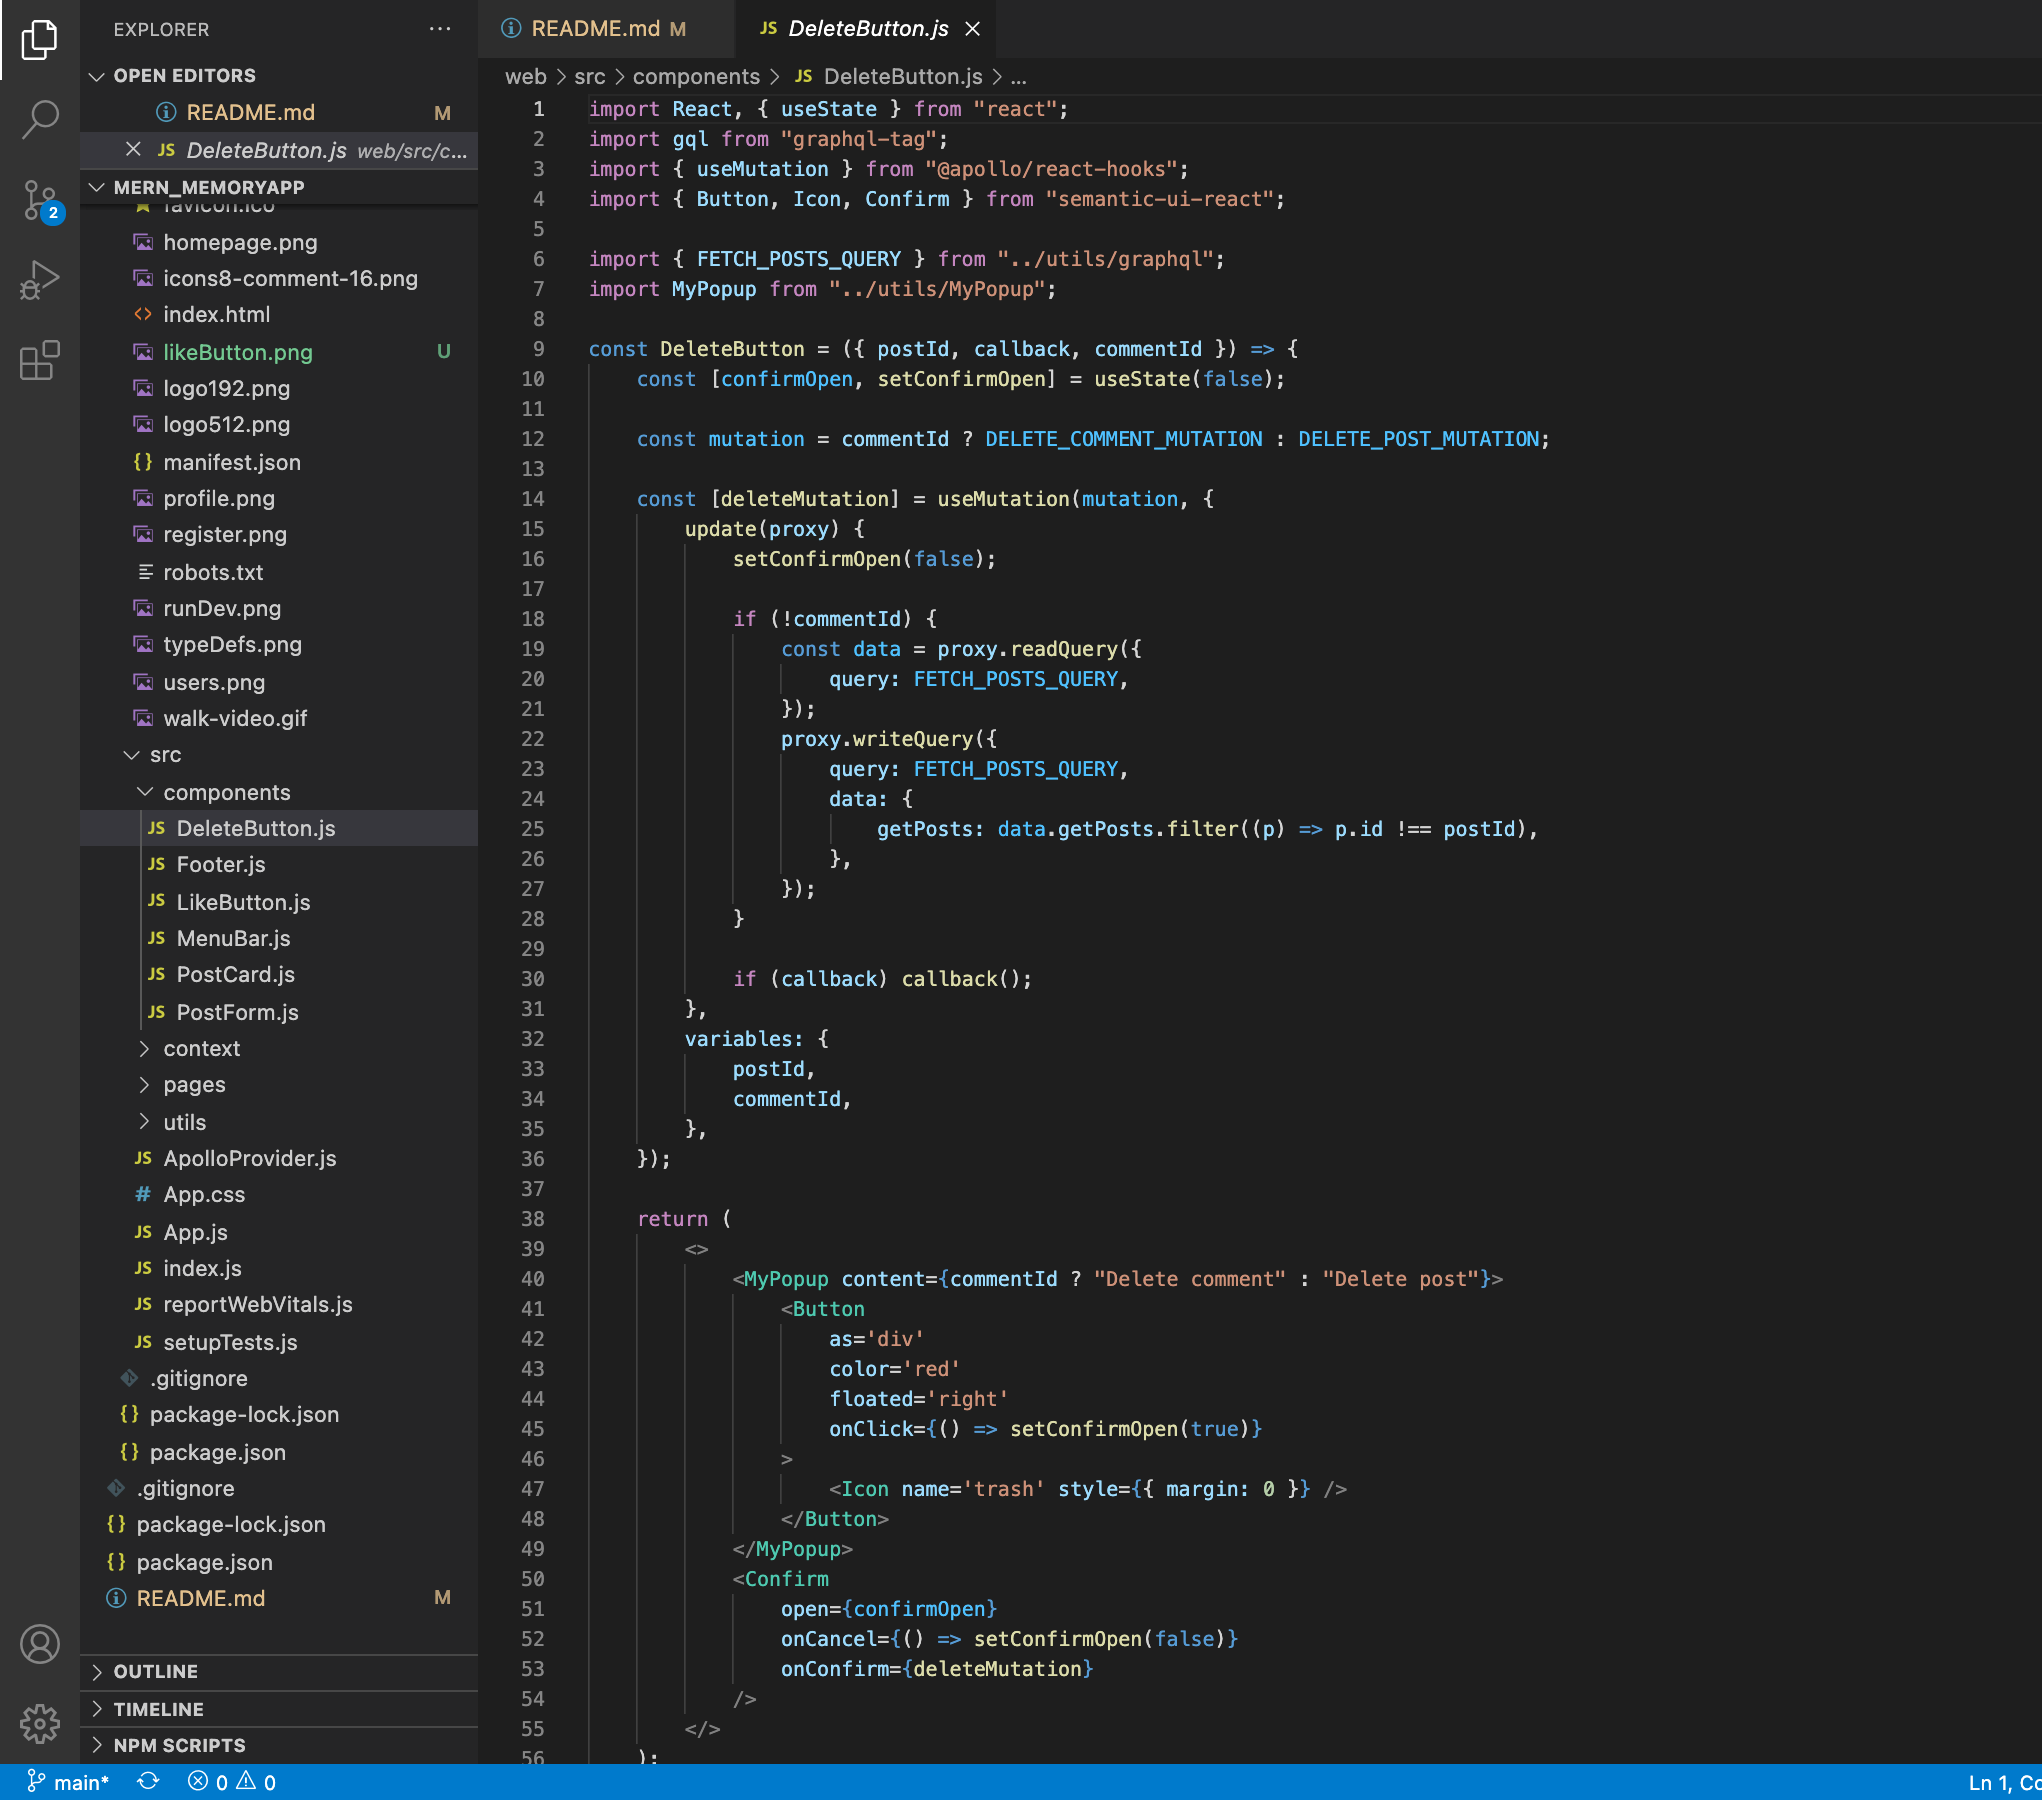 EXPLORER
OPEN EDITORS
README.md M
DeleteButton.js web/src/c...
MERN_MEMORYAPP
favicon.ico
homepage.png
icons8-comment-16.png
index.html
likeButton.png U
logo192.png
logo512.png
manifest.json
profile.png
register.png
robots.txt
runDev.png
typeDefs.png
users.png
walk-video.gif
src
components
JS DeleteButton.js
JS Footer.js
JS LikeButton.js
JS MenuBar.js
JS PostCard.js
JS PostForm.js
context
pages
utils
JS ApolloProvider.js
# App.css
JS App.js
JS index.js
JS reportWebVitals.js
JS setupTests.js
.gitignore
{} package-lock.json
{} package.json
.gitignore
{} package-lock.json
{} package.json
README.md M
OUTLINE
TIMELINE
NPM SCRIPTS
2
README.md M
JS DeleteButton.js
web > src > components > JS DeleteButton.js > ...
1 import React, { useState } from "react";
2 import gql from "graphql-tag";
3 import { useMutation } from "@apollo/react-hooks";
4 import { Button, Icon, Confirm } from "semantic-ui-react";
5
6 import { FETCH_POSTS_QUERY } from "../utils/graphql";
7 import MyPopup from "../utils/MyPopup";
8
9 const DeleteButton = ({ postId, callback, commentId }) => {
10 const [confirmOpen, setConfirmOpen] = useState(false);
11
12 const mutation = commentId ? DELETE_COMMENT_MUTATION : DELETE_POST_MUTATION;
13
14 const [deleteMutation] = useMutation(mutation, {
15 update(proxy) {
16 setConfirmOpen(false);
17
18 if (!commentId) {
19 const data = proxy.readQuery({
20 query: FETCH_POSTS_QUERY,
21 });
22 proxy.writeQuery({
23 query: FETCH_POSTS_QUERY,
24 data: {
25 getPosts: data.getPosts.filter((p) => p.id !== postId),
26 },
27 });
28 }
29
30 if (callback) callback();
31 },
32 variables: {
33 postId,
34 commentId,
35 },
36 });
37
38 return (
39 <>
40 <MyPopup content={commentId ? "Delete comment" : "Delete post"}>
41 <Button
42 as='div'
43 color='red'
44 floated='right'
45 onClick={() => setConfirmOpen(true)}
46 >
47 <Icon name='trash' style={{ margin: 0 }} />
48 </Button>
49 </MyPopup>
50 <Confirm
51 open={confirmOpen}
52 onCancel={() => setConfirmOpen(false)}
53 onConfirm={deleteMutation}
54 />
55 </>
56 );
main* 0 0
Ln 1, Co